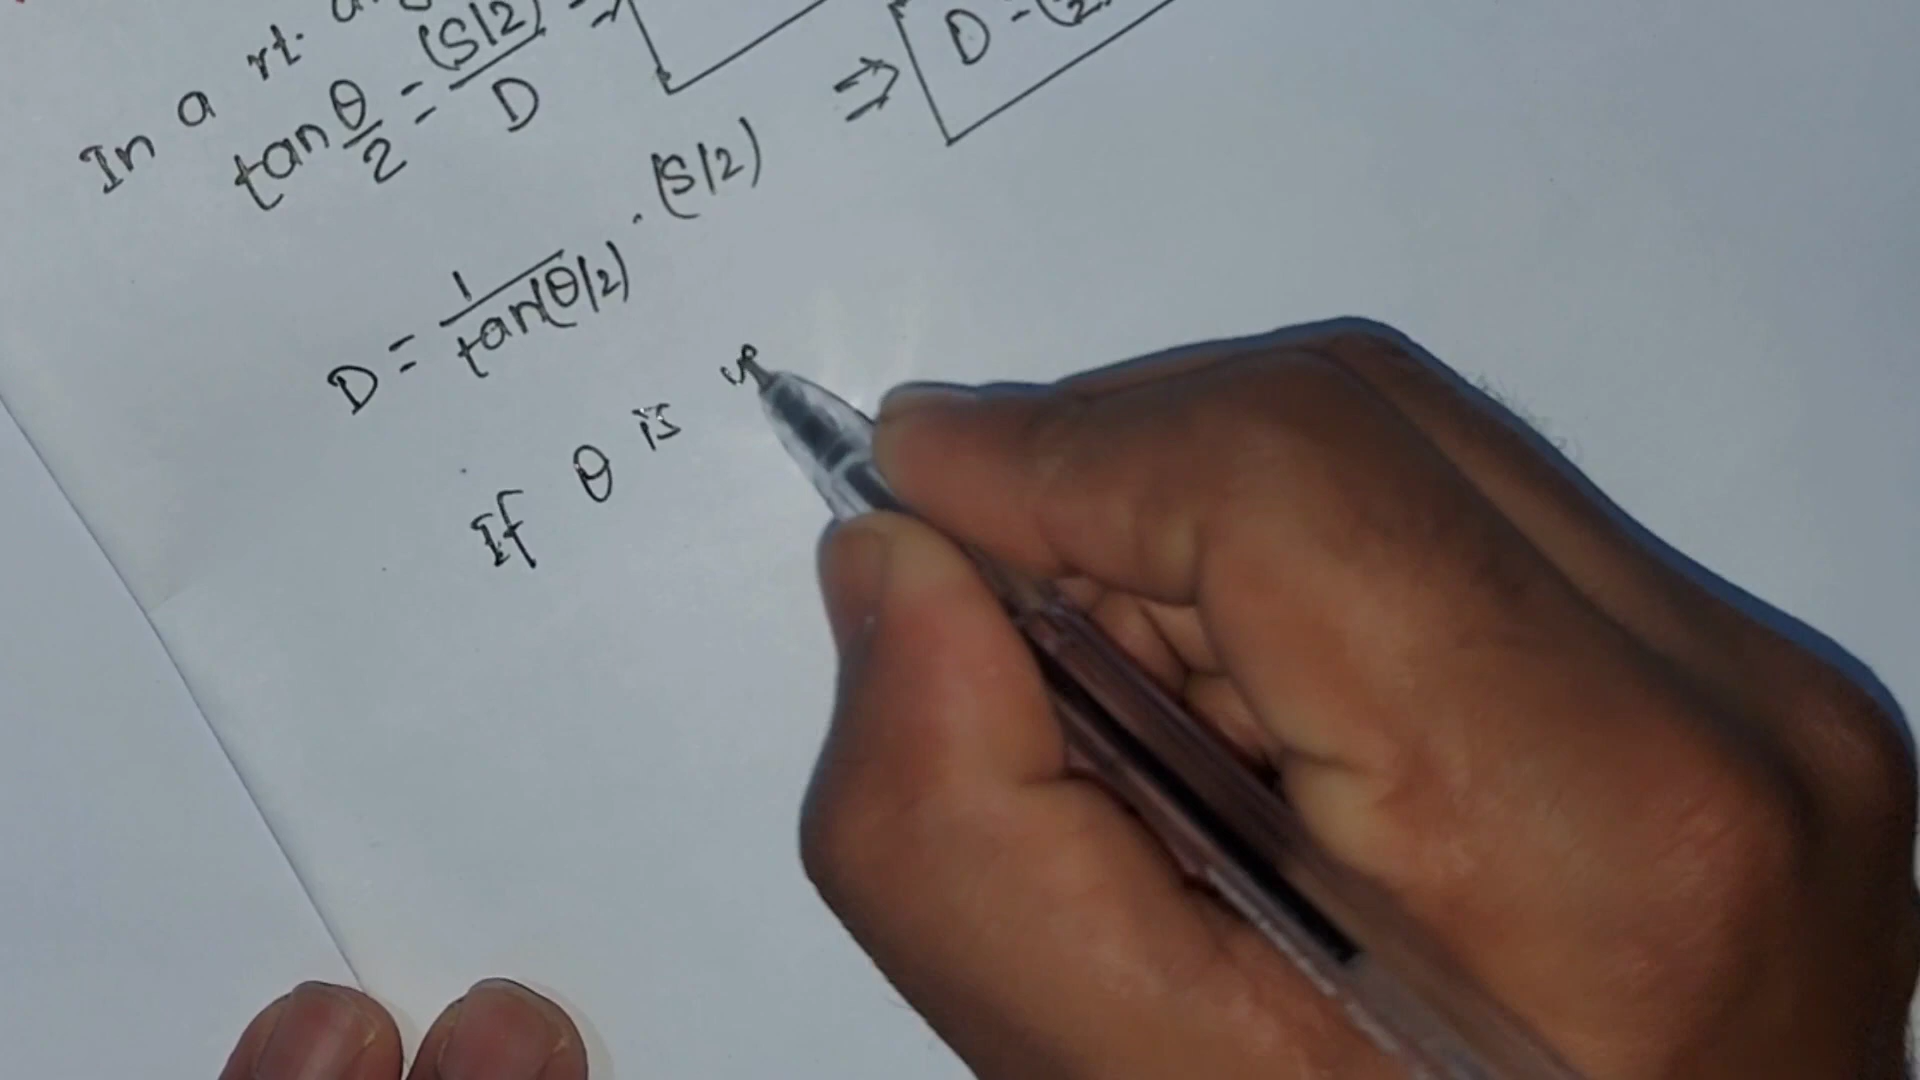 In a rt.
tan θ/2 = (S/2)/D ⇒
⇒ D =
D = 1/tan(θ/2) · (S/2)
If θ is